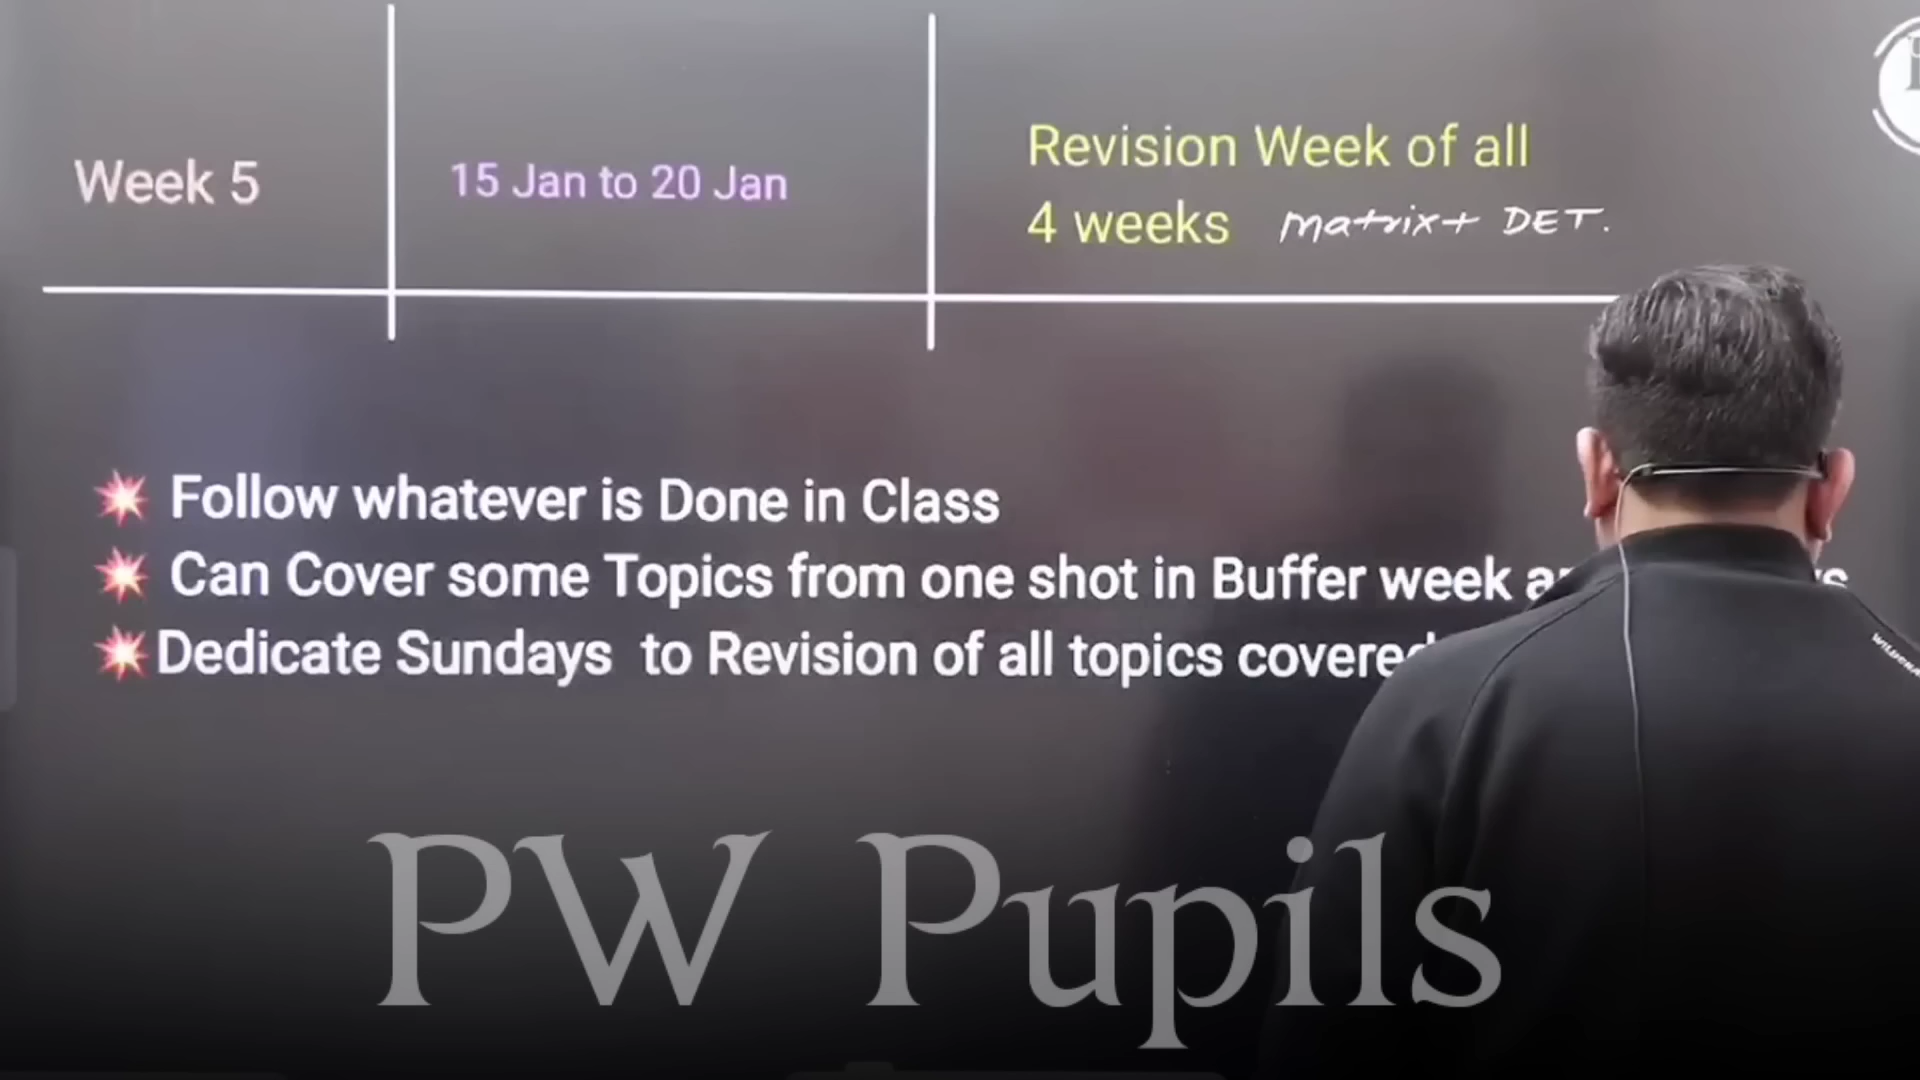 Week 5
15 Jan to 20 Jan
Revision Week of all
4 weeks matrix+ DET.
💥 Follow whatever is Done in Class
💥 Can Cover some Topics from one shot in Buffer week
💥 Dedicate Sundays to Revision of all topics covered
PW Pupils